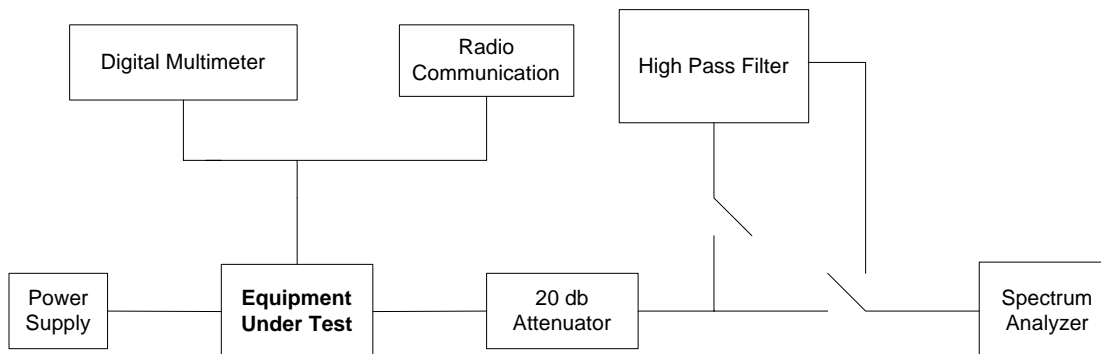 Digital Multimeter
Radio
Communication
High Pass Filter
Power
Supply
Equipment
Under Test
20 db
Attenuator
Spectrum
Analyzer